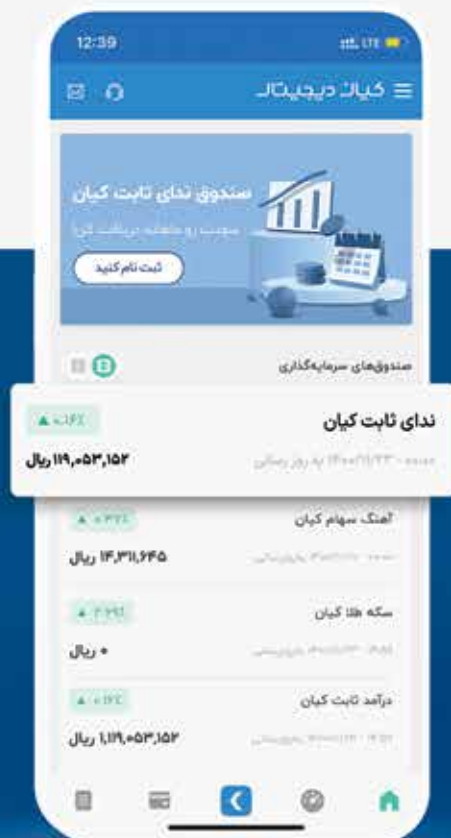 12:39
LTE
کیان دیجیتال
صندوق ندای ثابت کیان
ثبت نام کنید
صندوق‌های سرمایه‌گذاری
ندای ثابت کیان
۱۱۹,۰۵۳,۱۵۲ ریال
آهنگ سهام کیان
۱۴,۳۱۱,۶۴۵ ریال
سکه طلا کیان
۰ ریال
درآمد ثابت کیان
۱,۱۱۹,۰۵۳,۱۵۲ ریال